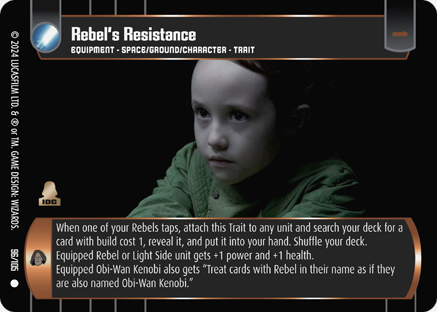 Rebel's Resistance
EQUIPMENT - SPACE/GROUND/CHARACTER - TRAIT
© 2024 LUCASFILM LTD. & ® or TM. GAME DESIGN: WIZARDS.
IDC
96/105
When one of your Rebels taps, attach this Trait to any unit and search your deck for a
card with build cost 1, reveal it, and put it into your hand. Shuffle your deck.
Equipped Rebel or Light Side unit gets +1 power and +1 health.
Equipped Obi-Wan Kenobi also gets “Treat cards with Rebel in their name as if they
are also named Obi-Wan Kenobi.”